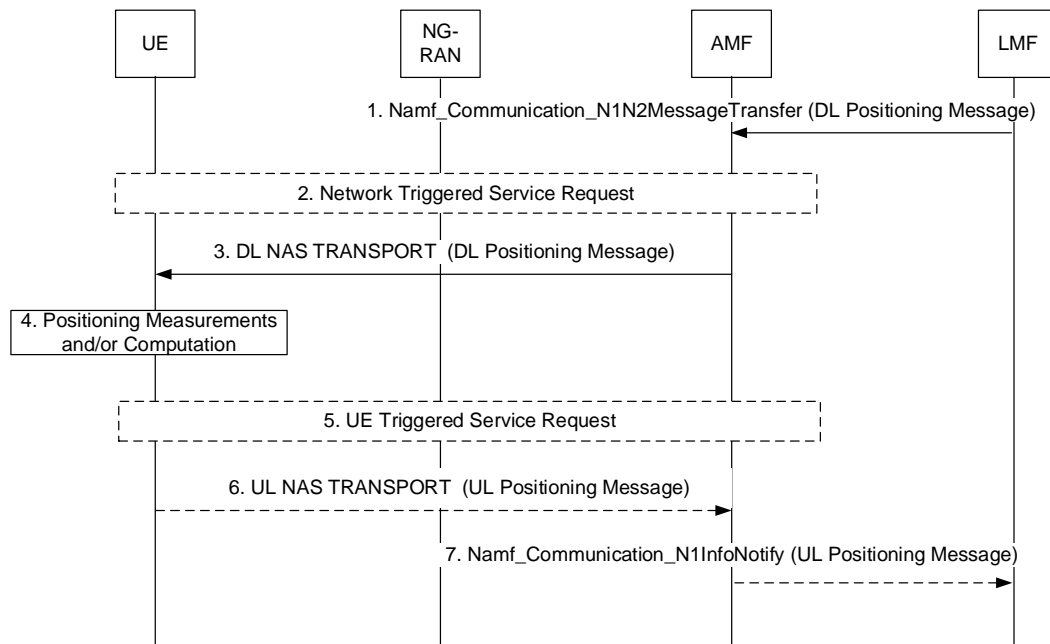 UE
NG-
RAN
AMF
LMF
1. Namf_Communication_N1N2MessageTransfer (DL Positioning Message)
2. Network Triggered Service Request
3. DL NAS TRANSPORT (DL Positioning Message)
4. Positioning Measurements
and/or Computation
5. UE Triggered Service Request
6. UL NAS TRANSPORT (UL Positioning Message)
7. Namf_Communication_N1InfoNotify (UL Positioning Message)